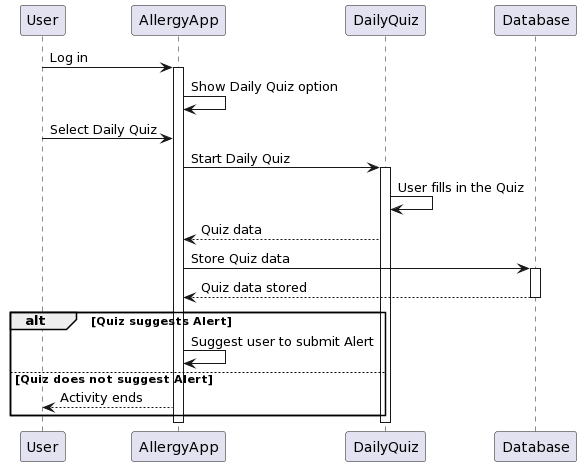 User AllergyApp DailyQuiz Database
Log in
Show Daily Quiz option
Select Daily Quiz
Start Daily Quiz
User fills in the Quiz
Quiz data
Store Quiz data
Quiz data stored
alt [Quiz suggests Alert]
Suggest user to submit Alert
[Quiz does not suggest Alert]
Activity ends
User AllergyApp DailyQuiz Database